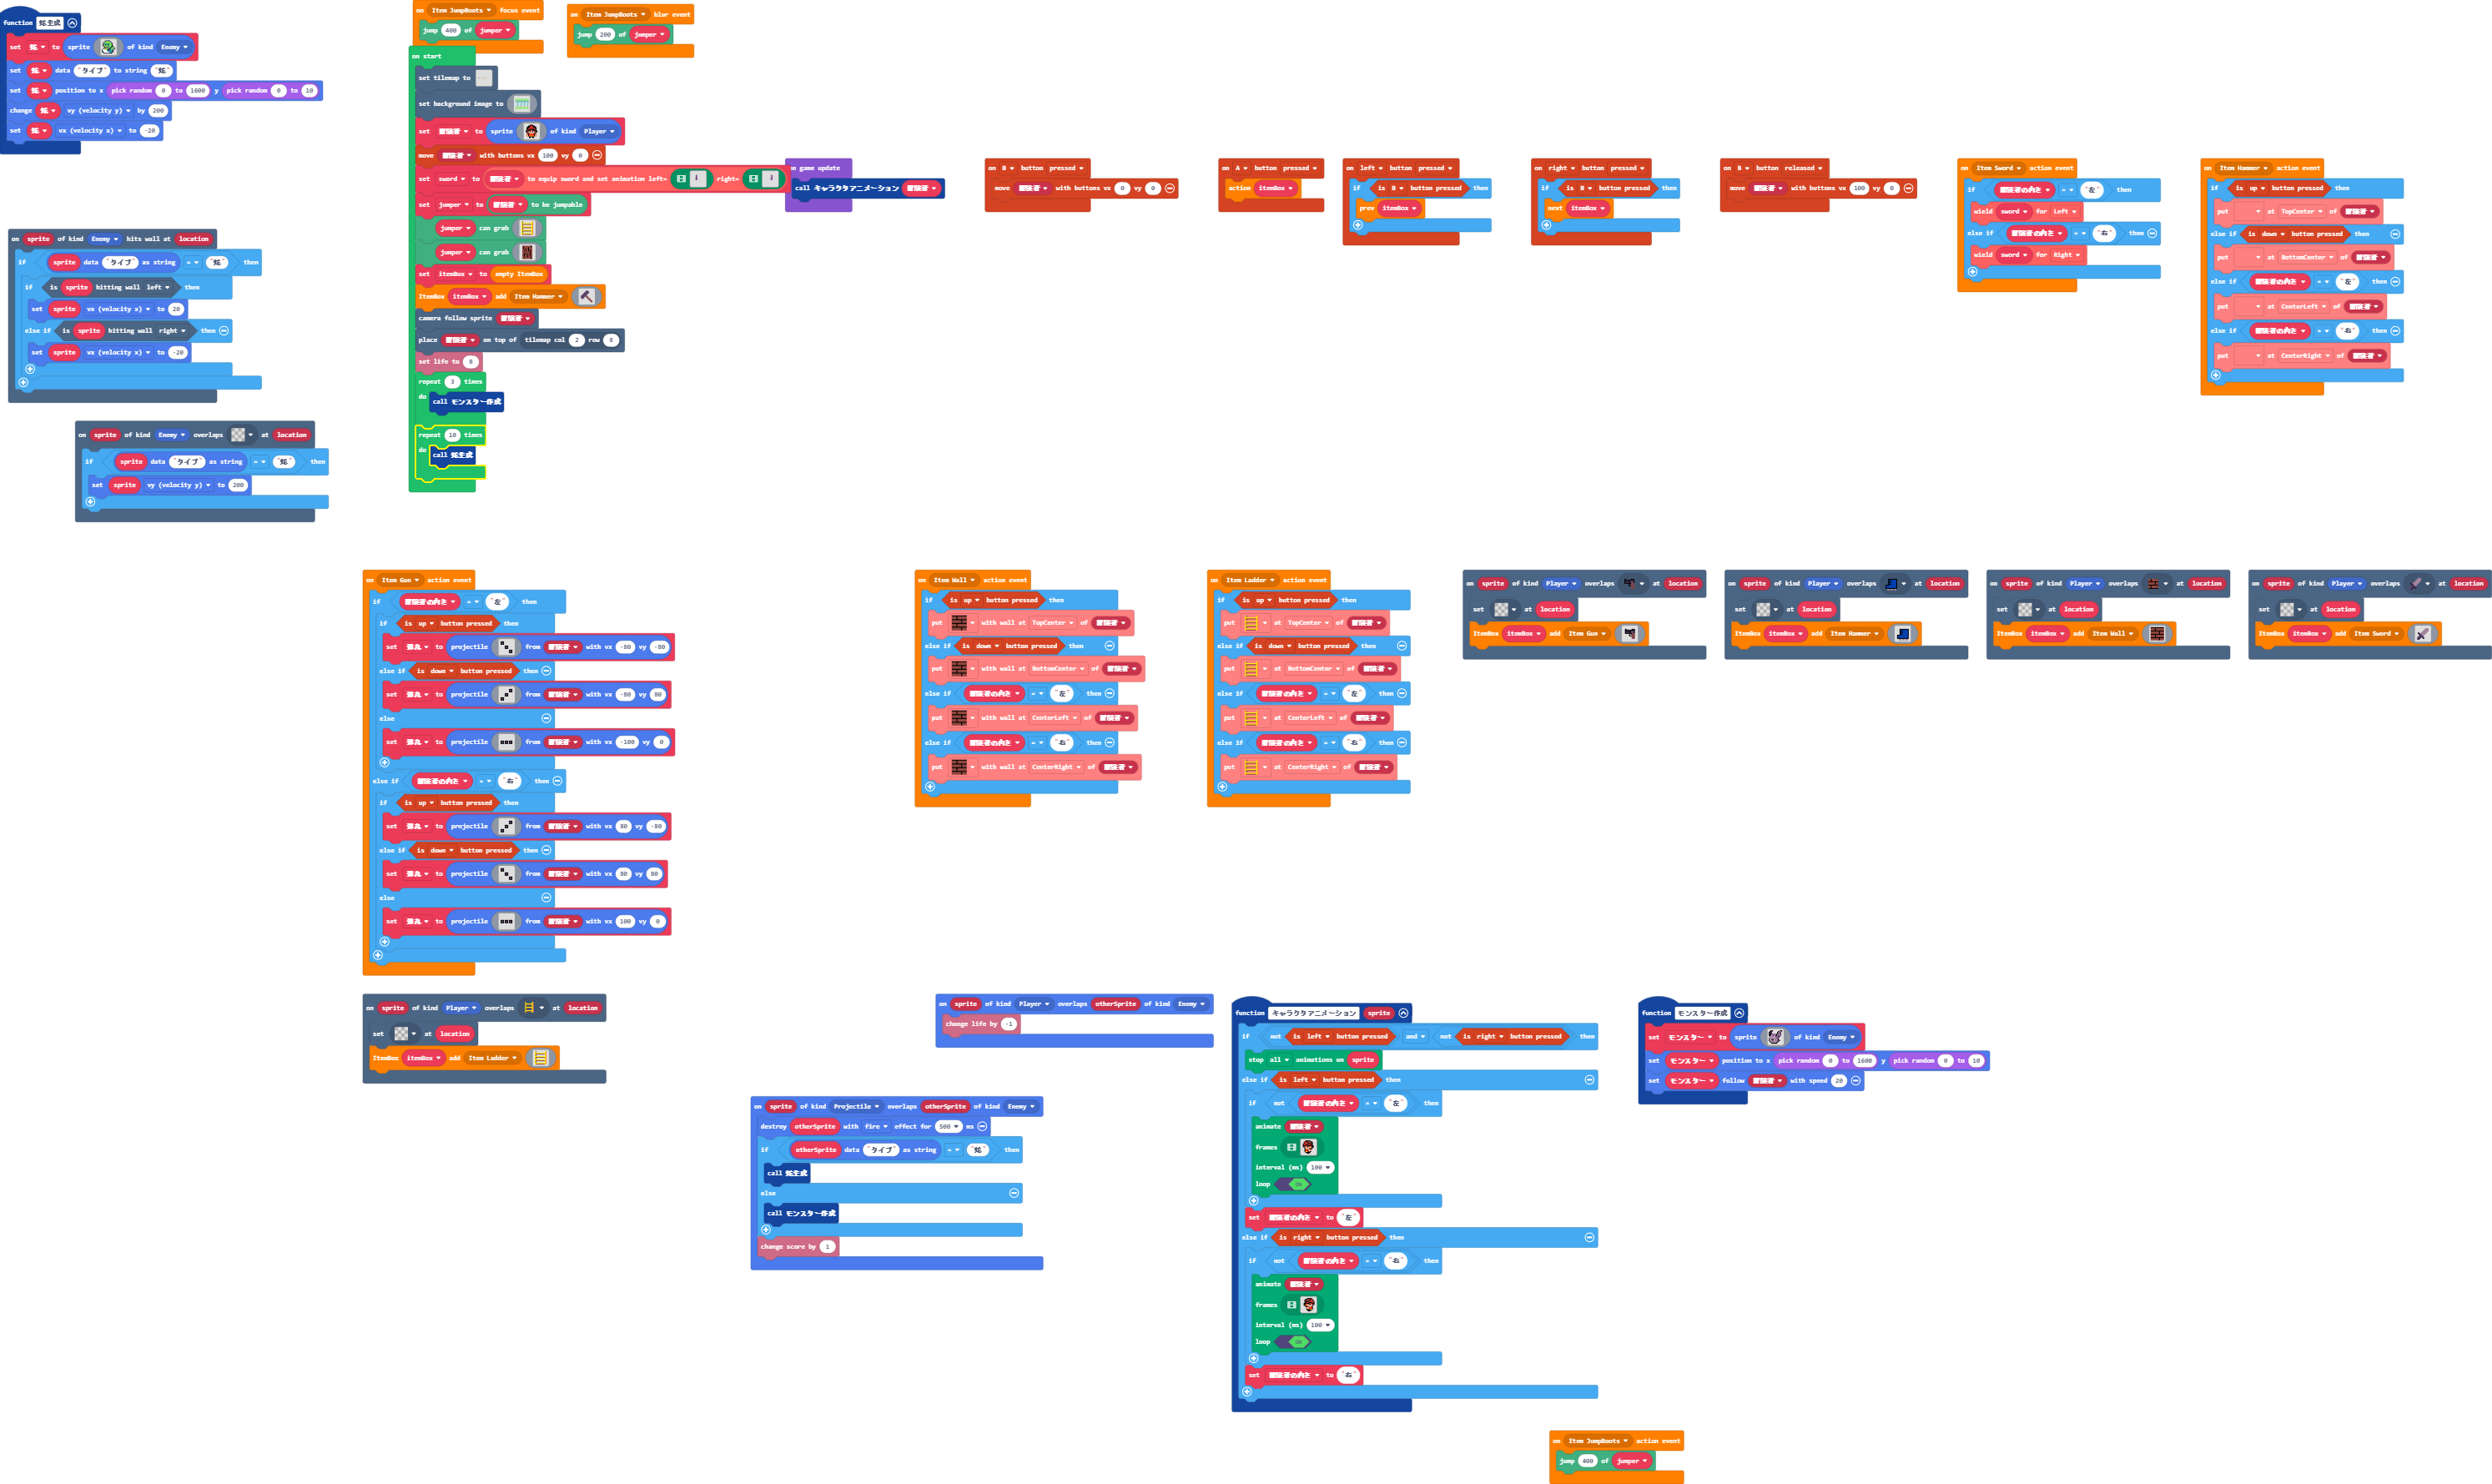 function 蛇生成
set 蛇 to sprite of kind Enemy
set 蛇 data "タイプ" to string "蛇"
set 蛇 position to x pick random 0 to 1600 y pick random 0 to 10
change 蛇 vy (velocity y) by 200
set 蛇 vx (velocity x) to -20
on Item JumpBoots focus event
jump 400 of jumper
on Item JumpBoots blur event
jump 200 of jumper
on start
set tilemap to
set background image to
set 冒険者 to sprite of kind Player
move 冒険者 with buttons vx 100 vy 0
set sword to 冒険者 to equip sword and set animation left= right=
set jumper to 冒険者 to be jumpable
jumper can grab
jumper can grab
set itemBox to empty ItemBox
ItemBox itemBox add Item Hammer
camera follow sprite 冒険者
place 冒険者 on top of tilemap col 2 row 8
set life to 8
repeat 3 times
do call モンスター作成
repeat 10 times
do call 蛇生成
on game update
call キャラクタアニメーション 冒険者
on B button pressed
move 冒険者 with buttons vx 0 vy 0
on A button pressed
action itemBox
on left button pressed
if is B button pressed then
prev itemBox
on right button pressed
if is B button pressed then
next itemBox
on B button released
move 冒険者 with buttons vx 100 vy 0
on Item Sword action event
if 冒険者の向き = "左" then
wield sword for Left
else if 冒険者の向き = "右" then
wield sword for Right
on Item Hammer action event
if is up button pressed then
put at TopCenter of 冒険者
else if is down button pressed then
put at BottomCenter of 冒険者
else if 冒険者の向き = "左" then
put at CenterLeft of 冒険者
else if 冒険者の向き = "右" then
put at CenterRight of 冒険者
on sprite of kind Enemy hits wall at location
if sprite data "タイプ" as string = "蛇" then
if is sprite hitting wall left then
set sprite vx (velocity x) to 20
else if is sprite hitting wall right then
set sprite vx (velocity x) to -20
on sprite of kind Enemy overlaps at location
if sprite data "タイプ" as string = "蛇" then
set sprite vy (velocity y) to 200
on Item Gun action event
if 冒険者の向き = "左" then
if is up button pressed then
set 弾丸 to projectile from 冒険者 with vx -80 vy -80
else if is down button pressed then
set 弾丸 to projectile from 冒険者 with vx -80 vy 80
else
set 弾丸 to projectile from 冒険者 with vx -100 vy 0
else if 冒険者の向き = "右" then
if is up button pressed then
set 弾丸 to projectile from 冒険者 with vx 80 vy -80
else if is down button pressed then
set 弾丸 to projectile from 冒険者 with vx 80 vy 80
else
set 弾丸 to projectile from 冒険者 with vx 100 vy 0
on Item Wall action event
if is up button pressed then
put with wall at TopCenter of 冒険者
else if is down button pressed then
put with wall at BottomCenter of 冒険者
else if 冒険者の向き = "左" then
put with wall at CenterLeft of 冒険者
else if 冒険者の向き = "右" then
put with wall at CenterRight of 冒険者
on Item Ladder action event
if is up button pressed then
put at TopCenter of 冒険者
else if is down button pressed then
put at BottomCenter of 冒険者
else if 冒険者の向き = "左" then
put at CenterLeft of 冒険者
else if 冒険者の向き = "右" then
put at CenterRight of 冒険者
on sprite of kind Player overlaps at location
set at location
ItemBox itemBox add Item Gun
on sprite of kind Player overlaps at location
set at location
ItemBox itemBox add Item Hammer
on sprite of kind Player overlaps at location
set at location
ItemBox itemBox add Item Wall
on sprite of kind Player overlaps at location
set at location
ItemBox itemBox add Item Sword
on sprite of kind Player overlaps at location
set at location
ItemBox itemBox add Item Ladder
on sprite of kind Player overlaps otherSprite of kind Enemy
change life by -1
on sprite of kind Projectile overlaps otherSprite of kind Enemy
destroy otherSprite with fire effect for 500 ms
if otherSprite data "タイプ" as string = "蛇" then
call 蛇生成
else
call モンスター作成
change score by 1
function キャラクタアニメーション sprite
if not is left button pressed and not is right button pressed then
stop all animations on sprite
else if is left button pressed then
if not 冒険者の向き = "左" then
animate 冒険者
frames
interval (ms) 100
loop ON
set 冒険者の向き to "左"
else if is right button pressed then
if not 冒険者の向き = "右" then
animate 冒険者
frames
interval (ms) 100
loop ON
set 冒険者の向き to "右"
function モンスター作成
set モンスター to sprite of kind Enemy
set モンスター position to x pick random 0 to 1600 y pick random 0 to 10
set モンスター follow 冒険者 with speed 20
on Item JumpBoots action event
jump 400 of jumper